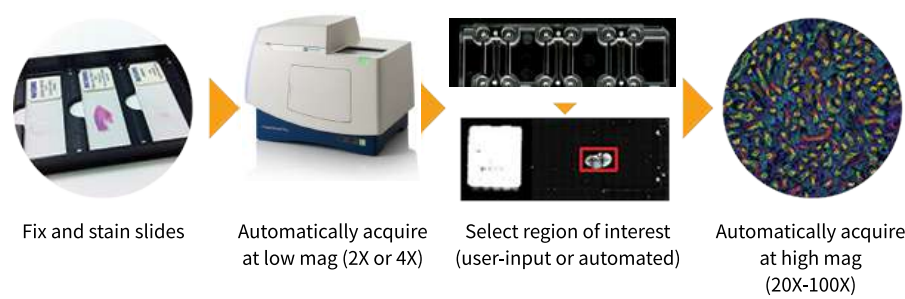 Fix and stain slides
Automatically acquire
at low mag (2X or 4X)
Select region of interest
(user-input or automated)
Automatically acquire
at high mag
(20X-100X)